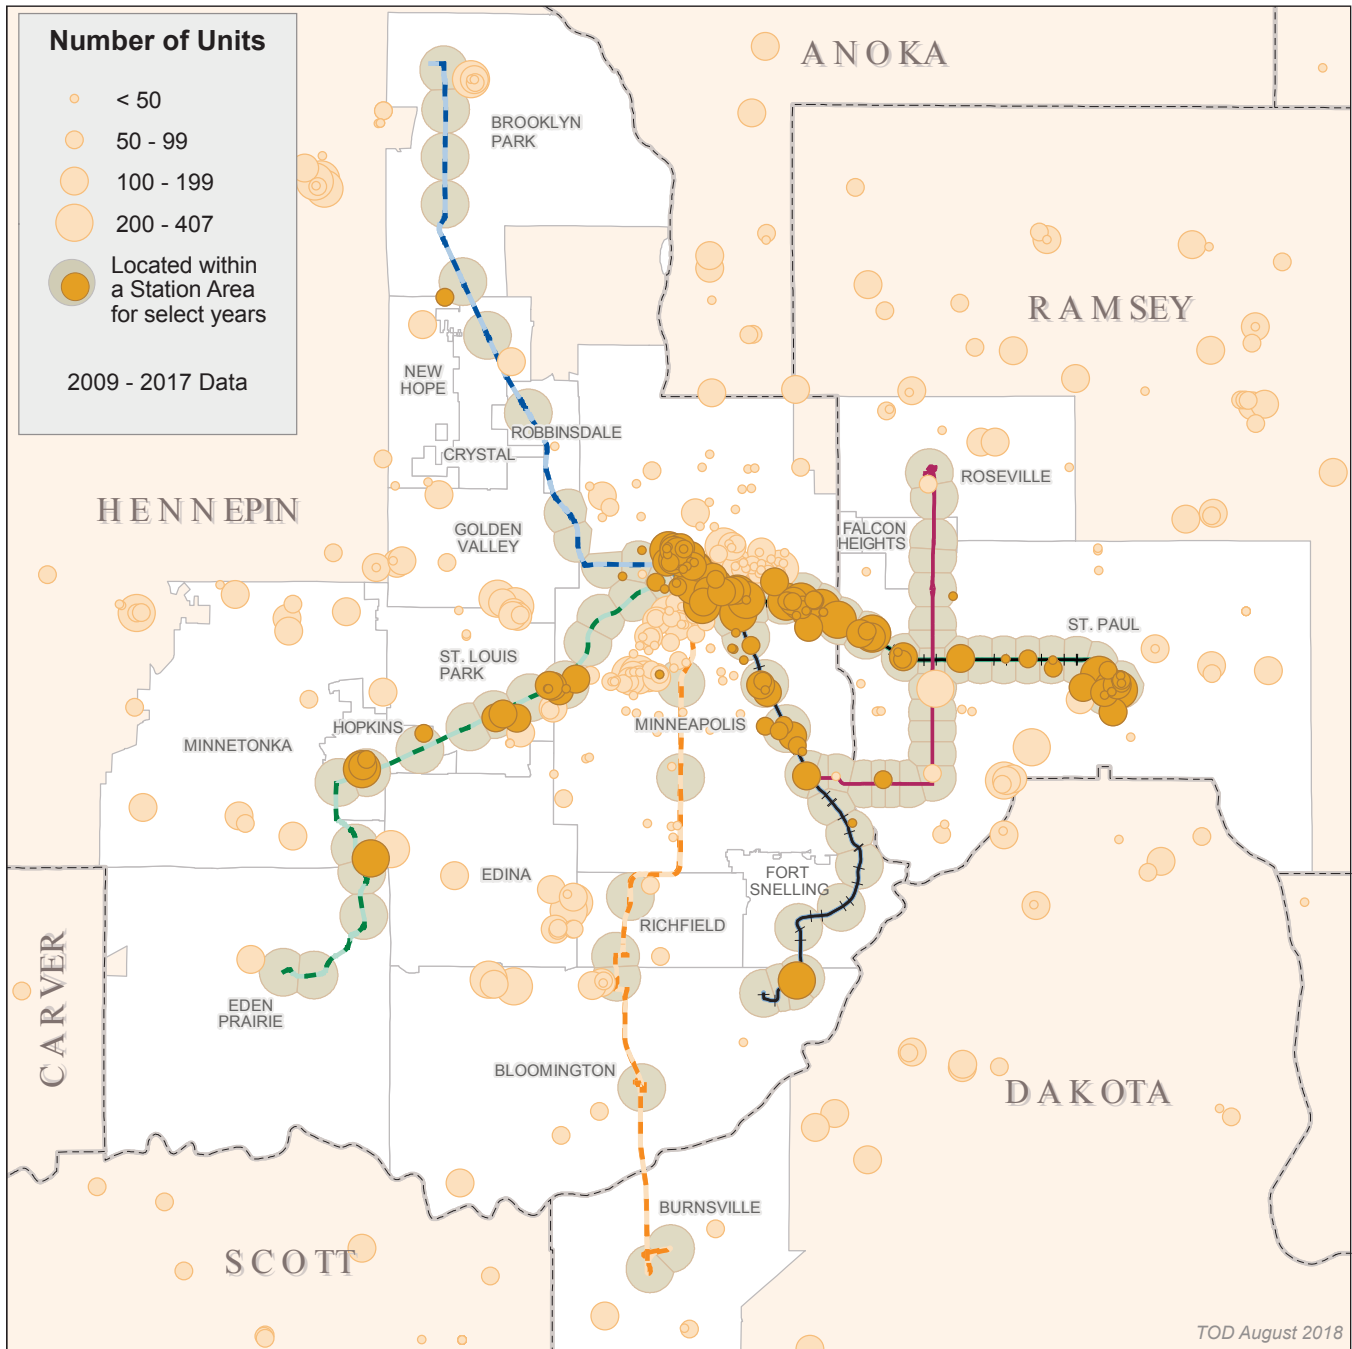 Number of Units
< 50
50 - 99
100 - 199
200 - 407
Located within
a Station Area
for select years
2009 - 2017 Data
ANOKA
BROOKLYN
PARK
RAMSEY
NEW
HOPE
ROBBINSDALE
CRYSTAL
HENNEPIN
ROSEVILLE
GOLDEN
VALLEY
FALCON
HEIGHTS
ST. PAUL
ST. LOUIS
PARK
HOPKINS
MINNEAPOLIS
MINNETONKA
EDINA
FORT
SNELLING
RICHFIELD
CARVER
EDEN
PRAIRIE
BLOOMINGTON
DAKOTA
BURNSVILLE
SCOTT
TOD August 2018